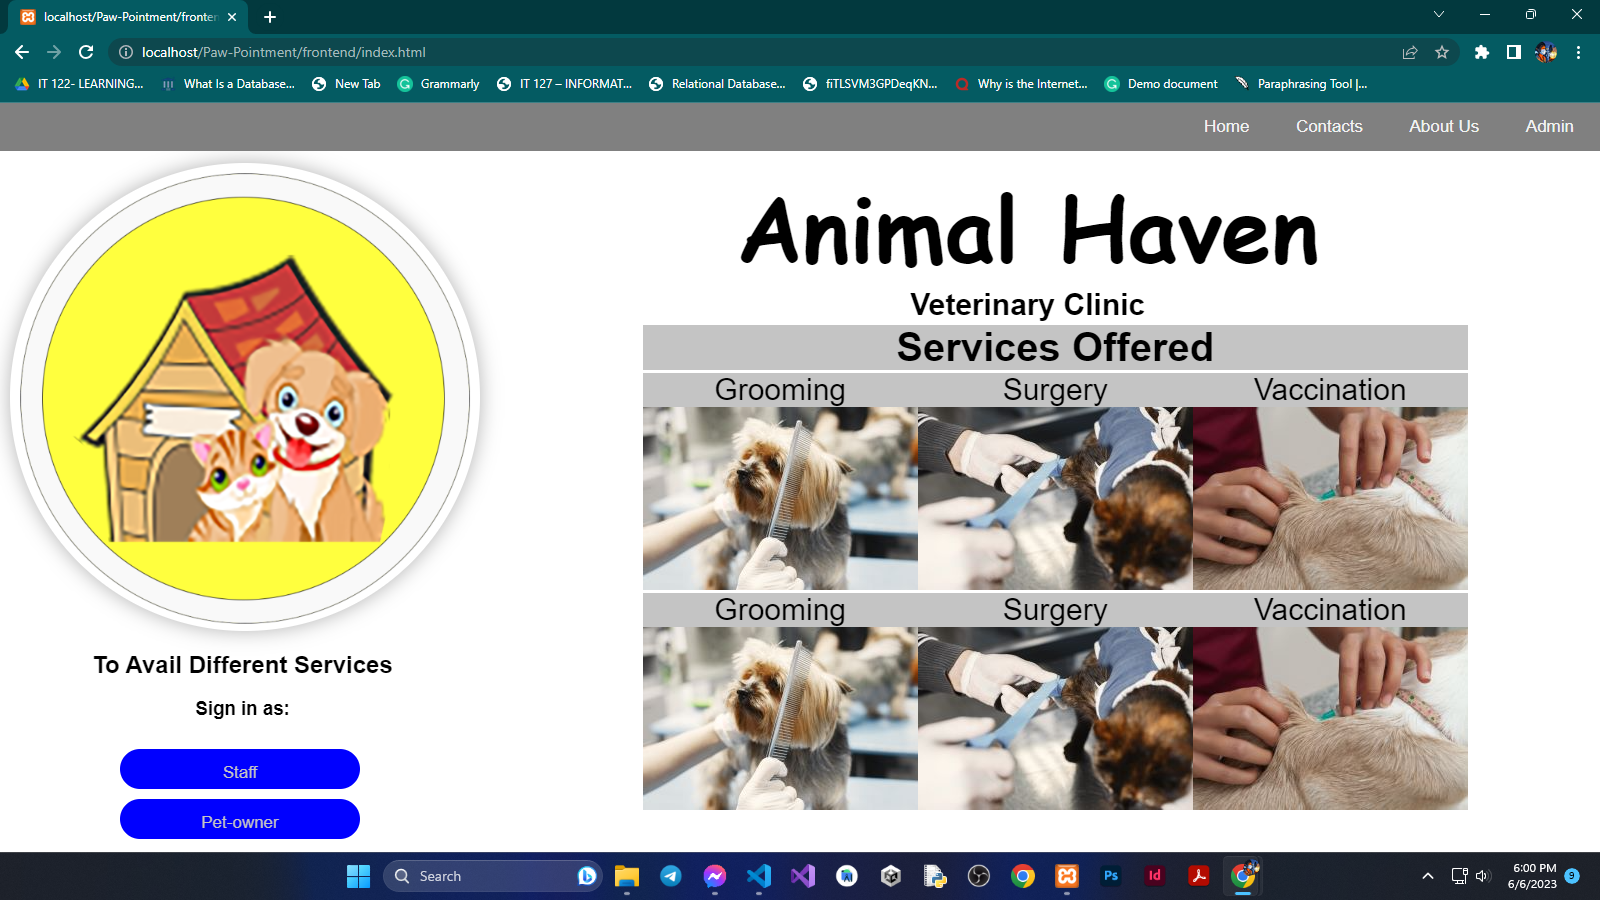 localhost/Paw-Pointment/fronten
localhost/Paw-Pointment/frontend/index.html
IT 122- LEARNING... What Is a Database... New Tab Grammarly IT 127 – INFORMAT... Relational Database... fiTLSVM3GPDeqKN... Why is the Internet... Demo document Paraphrasing Tool |...
Home Contacts About Us Admin
Animal Haven
Veterinary Clinic
Services Offered
Grooming Surgery Vaccination
Grooming Surgery Vaccination
To Avail Different Services
Sign in as:
Staff
Pet-owner
Search
Ps
Id
6:00 PM
6/6/2023
9